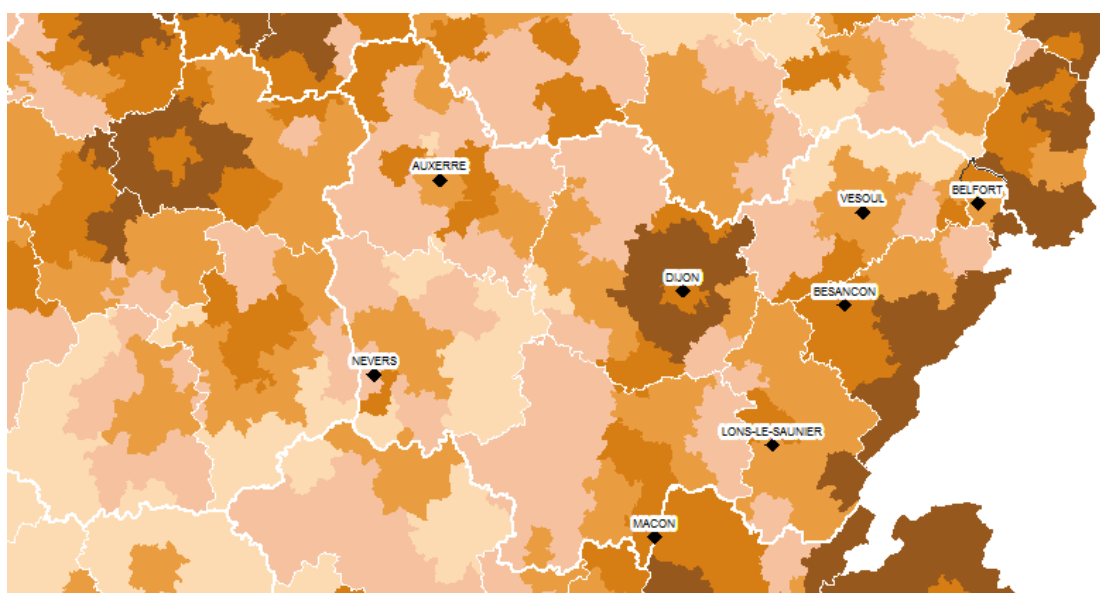 AUXERRE
BELFORT
VESOUL
DIJON
BESANCON
NEVERS
LONS-LE-SAUNIER
MACON